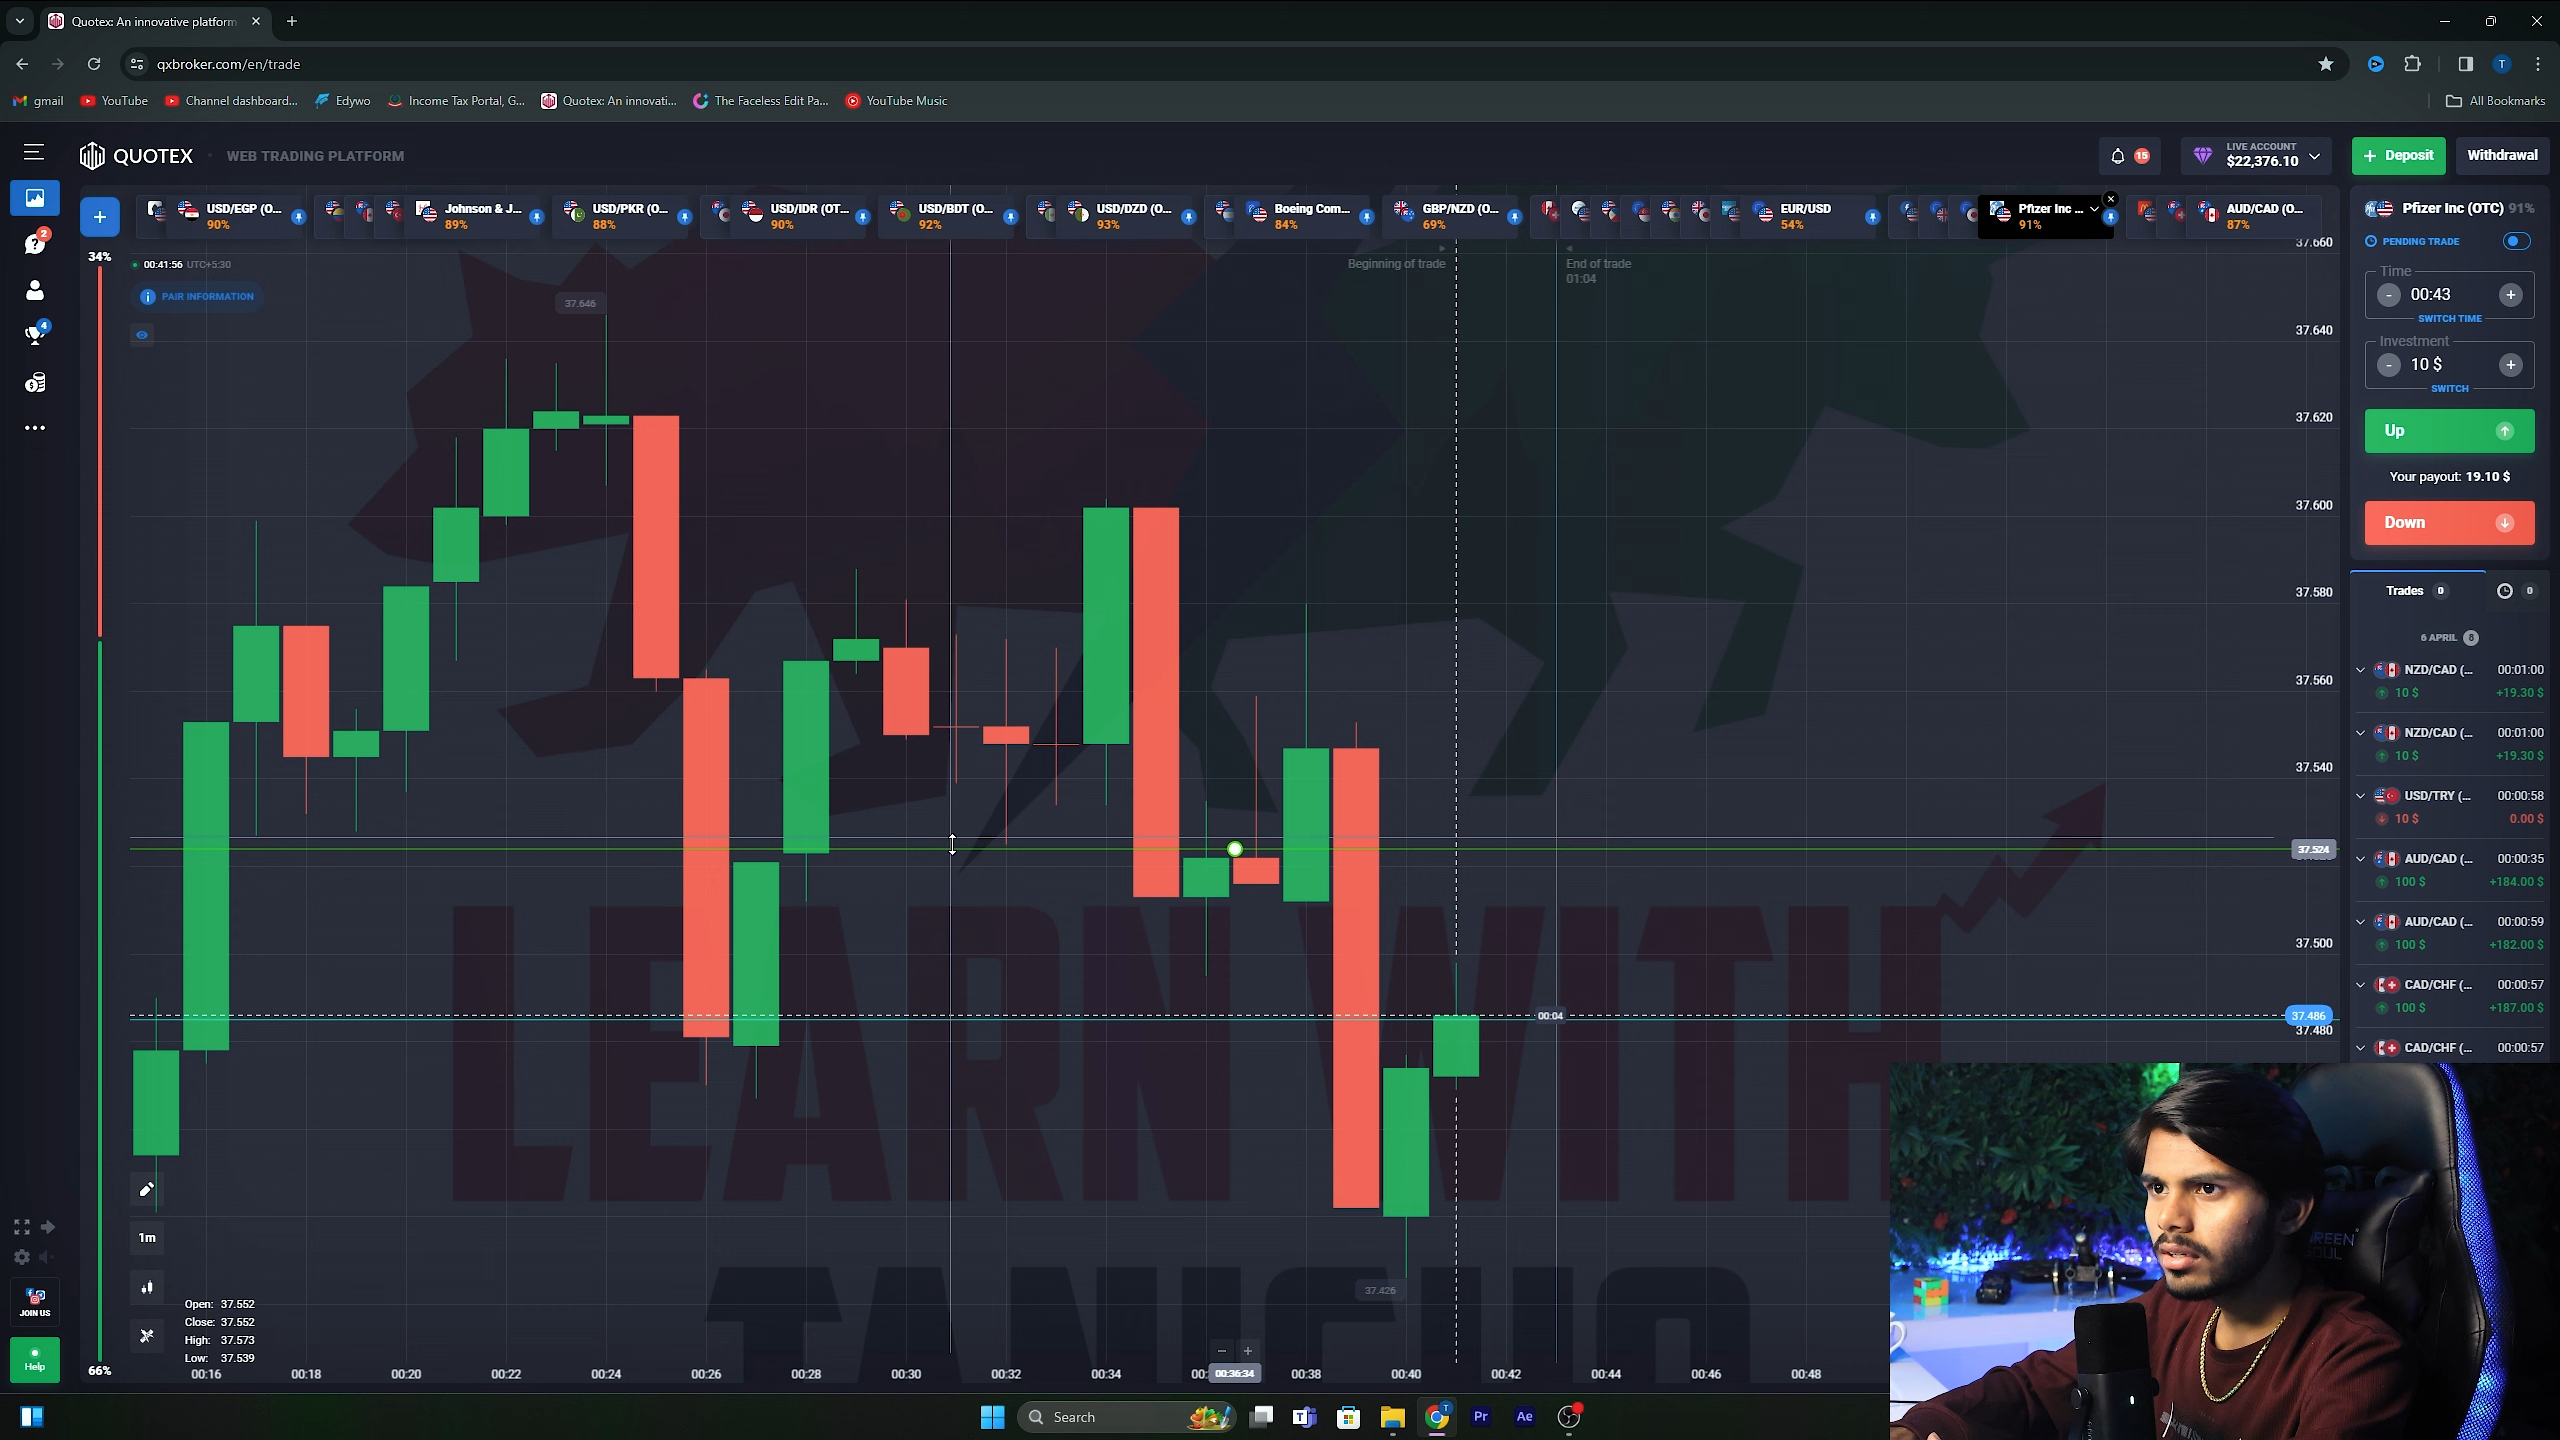 Quotex: An innovative platform
qxbroker.com/en/trade
gmail
YouTube
Channel dashboard...
Edywo
Income Tax Portal, G...
Quotex: An innovati...
The Faceless Edit Pa...
YouTube Music
All Bookmarks
QUOTEX
WEB TRADING PLATFORM
15
LIVE ACCOUNT
$22,376.10
+ Deposit
Withdrawal
USD/EGP (O...
90%
Johnson & J...
89%
USD/PKR (O...
88%
USD/IDR (OT...
90%
USD/BDT (O...
92%
USD/DZD (O...
93%
Boeing Com...
84%
GBP/NZD (O...
69%
EUR/USD
54%
Pfizer Inc ...
91%
AUD/CAD (O...
87%
2
4
JOIN US
Help
34%
66%
00:41:56 UTC+5:30
PAIR INFORMATION
37.646
Beginning of trade
End of trade
01:04
37.660
37.640
37.620
37.600
37.580
37.560
37.540
37.524
37.500
37.486
37.480
00:04
37.426
LEARN WITH
1m
Open: 37.552
Close: 37.552
High: 37.573
Low: 37.539
00:16
00:18
00:20
00:22
00:24
00:26
00:28
00:30
00:32
00:34
00:36:34
00:38
00:40
00:42
00:44
00:46
00:48
Pfizer Inc (OTC) 91%
PENDING TRADE
Time
- 00:43 +
SWITCH TIME
Investment
- 10 $ +
SWITCH
Up
Your payout: 19.10 $
Down
Trades 0
0
6 APRIL 8
NZD/CAD (... 00:01:00
10 $ +19.30 $
NZD/CAD (... 00:01:00
10 $ +19.30 $
USD/TRY (... 00:00:58
10 $ 0.00 $
AUD/CAD (... 00:00:35
100 $ +184.00 $
AUD/CAD (... 00:00:59
100 $ +182.00 $
CAD/CHF (... 00:00:57
100 $ +187.00 $
CAD/CHF (... 00:00:57
Search
Pr
Ae